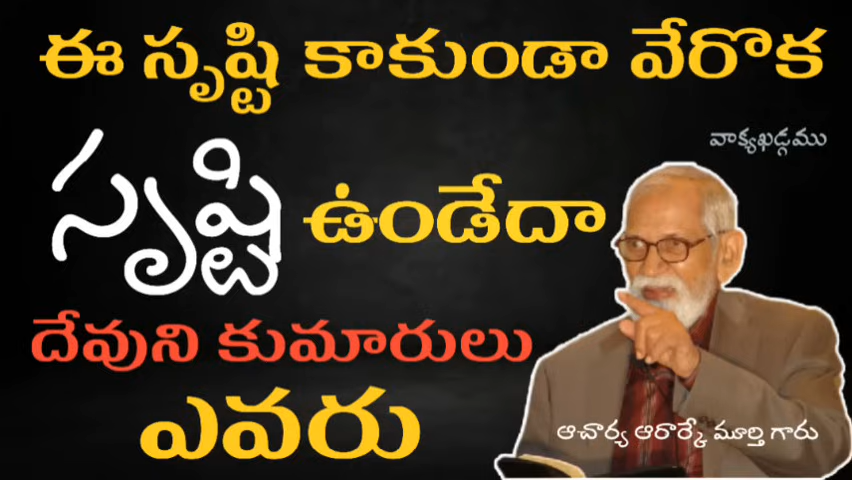 ఈ సృష్టి కాకుండా వేరొక
వాక్యఖడ్గము
సృష్టి ఉండేదా
దేవుని కుమారులు
ఎవరు
ఆచార్య ఆరార్కే మూర్తి గారు